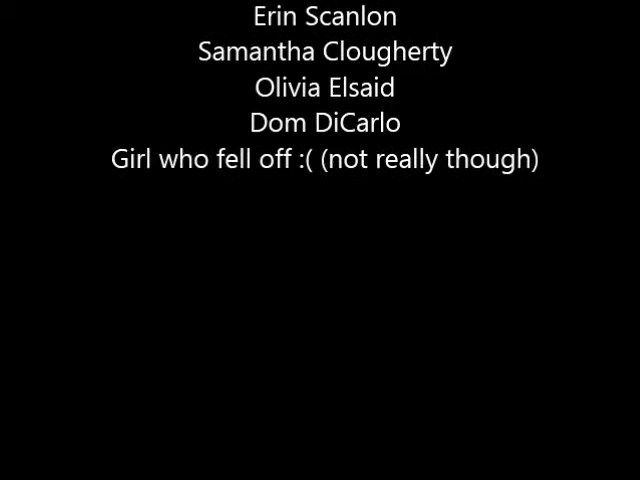 Erin Scanlon
Samantha Clougherty
Olivia Elsaid
Dom DiCarlo
Girl who fell off :( (not really though)